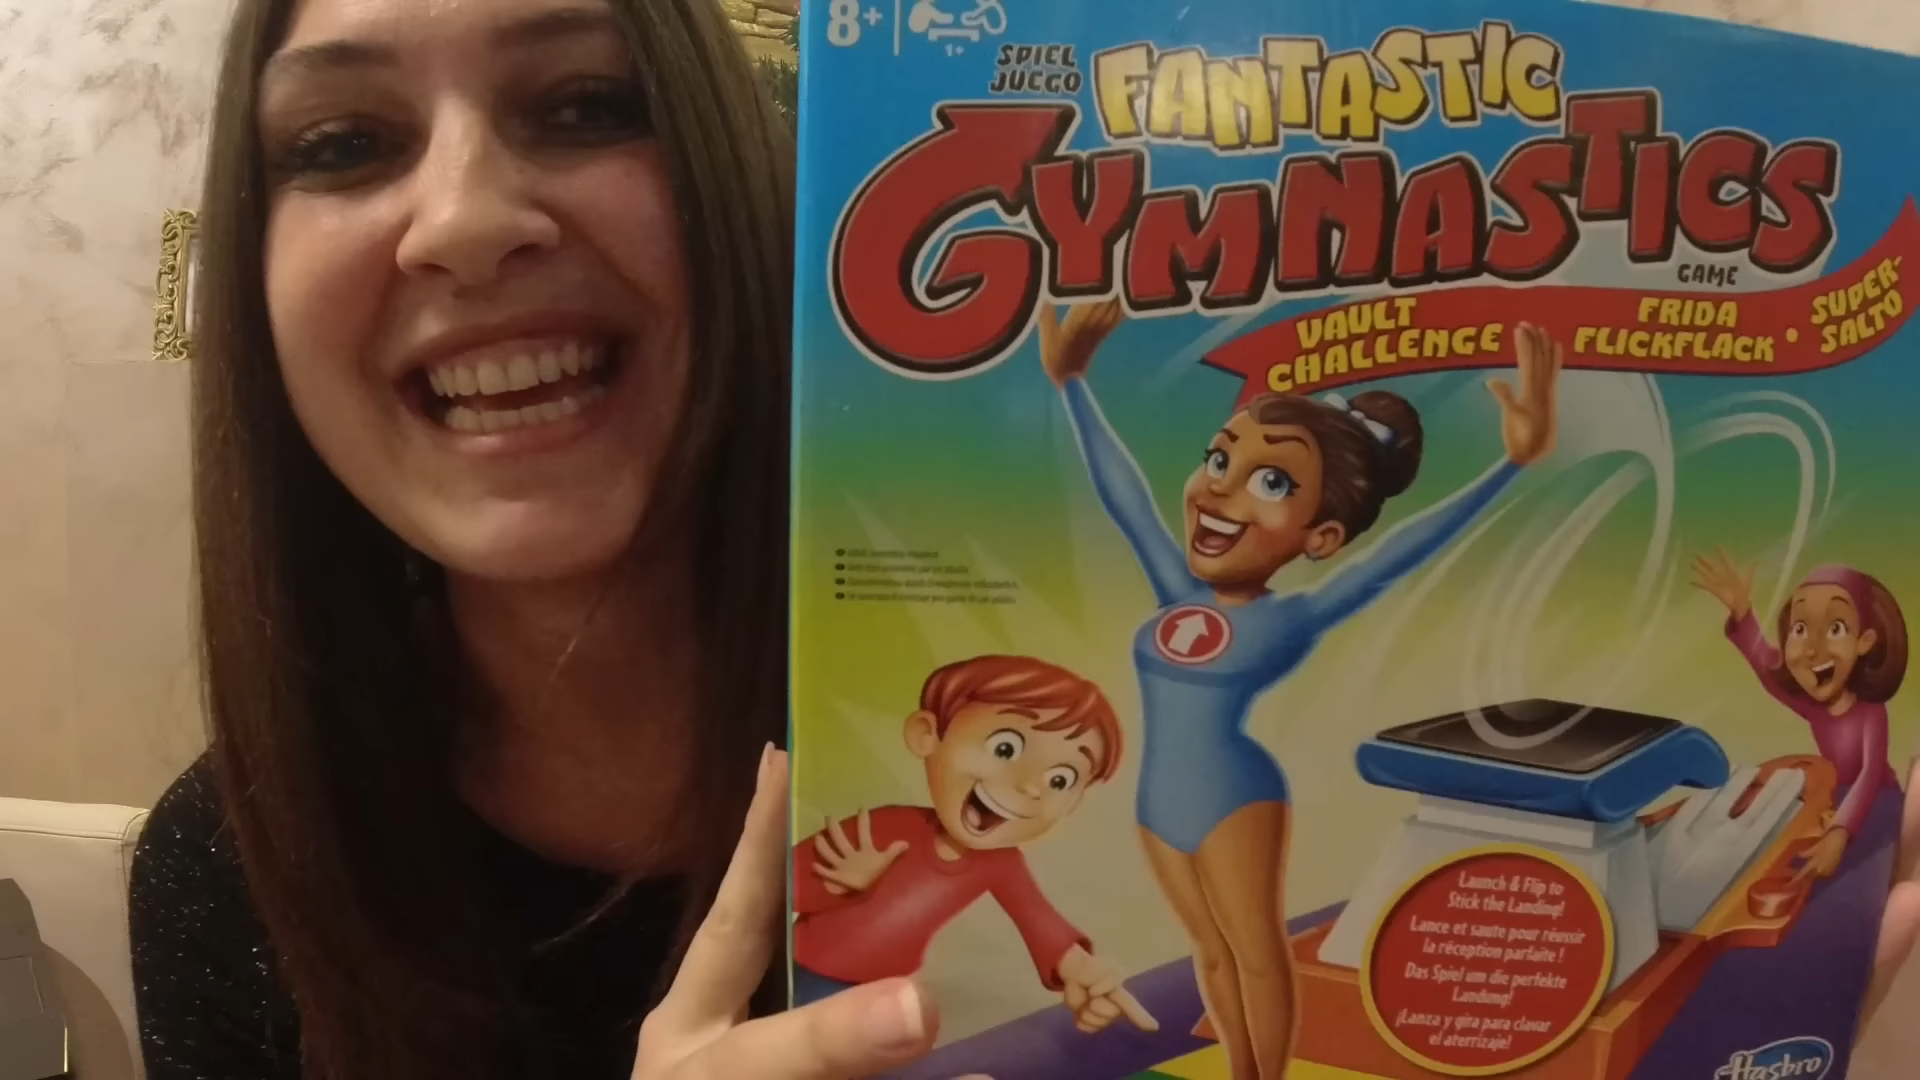 8+
1+
SPIEL
JUEGO
FANTASTIC
GYMNASTICS
GAME
VAULT
CHALLENGE
FRIDA
FLICKFLACK
•
SUPER-
SALTO
Launch & Flip to
Stick the Landing!
Lance et saute pour réussir
la réception parfaite !
Das Spiel um die perfekte
Landung!
¡Lanza y gira para clavar
el aterrizaje!
Hasbro